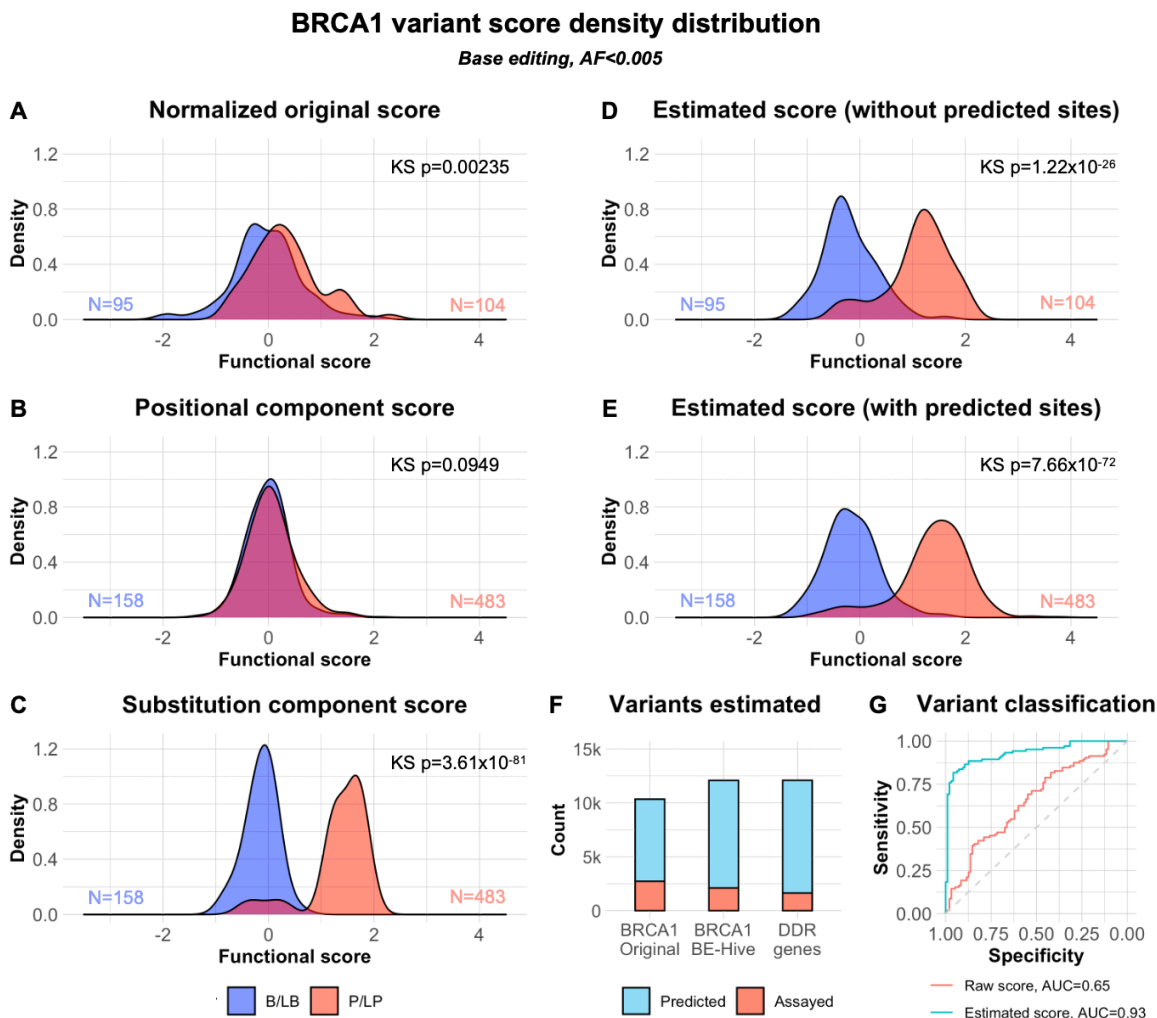 BRCA1 variant score density distribution
Base editing, AF<0.005
A
Normalized original score
1.2
0.8
0.4
0.0
Density
KS p=0.00235
N=95
N=104
-2
0
2
4
Functional score
B
Positional component score
1.2
0.8
0.4
0.0
Density
KS p=0.0949
N=158
N=483
-2
0
2
4
Functional score
C
Substitution component score
1.2
0.8
0.4
0.0
Density
KS p=3.61x10-81
N=158
N=483
-2
0
2
4
Functional score
B/LB
P/LP
D
Estimated score (without predicted sites)
1.2
0.8
0.4
0.0
Density
KS p=1.22x10-26
N=95
N=104
-2
0
2
4
Functional score
E
Estimated score (with predicted sites)
1.2
0.8
0.4
0.0
Density
KS p=7.66x10-72
N=158
N=483
-2
0
2
4
Functional score
F
Variants estimated
15k
10k
5k
0
Count
BRCA1
Original
BRCA1
BE-Hive
DDR
genes
Predicted
Assayed
G
Variant classification
1.00
0.75
0.50
0.25
0.00
Sensitivity
1.00 0.75 0.50 0.25 0.00
Specificity
Raw score, AUC=0.65
Estimated score, AUC=0.93